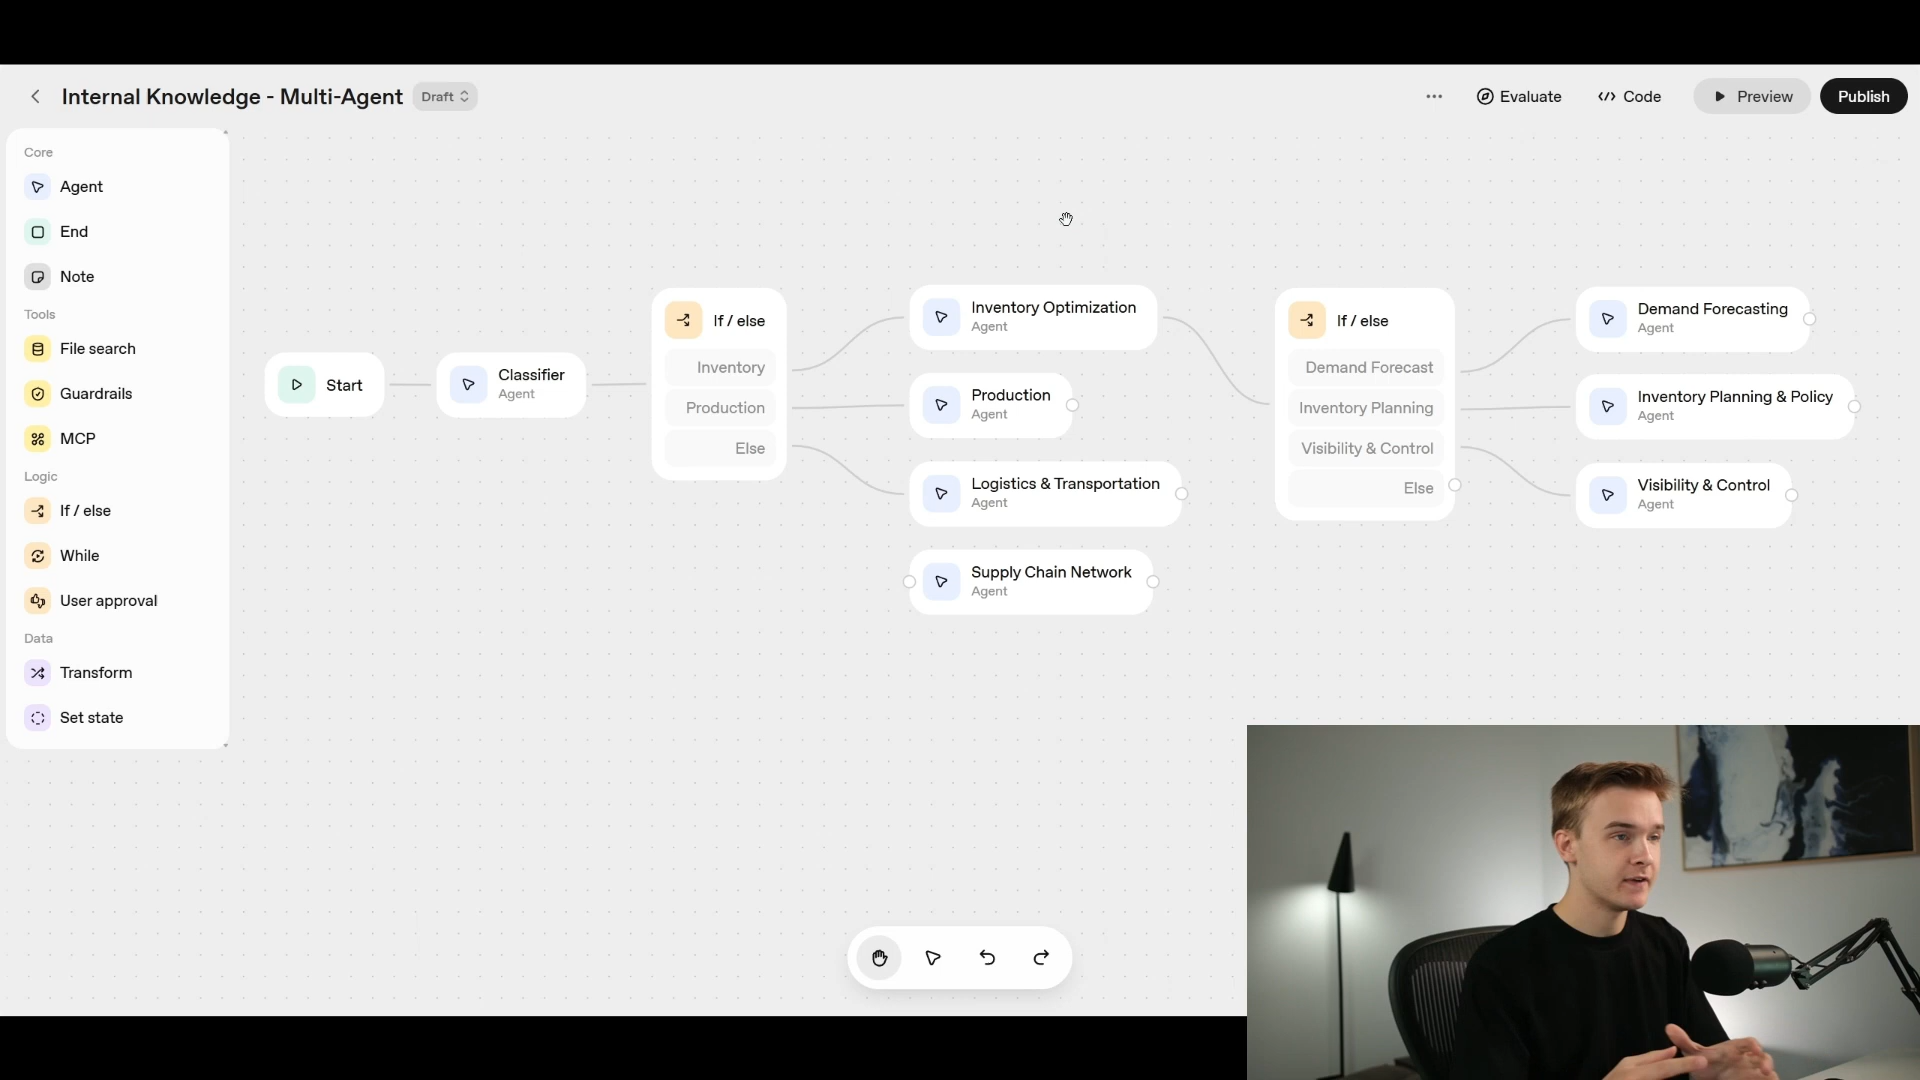 Internal Knowledge - Multi-Agent
Draft
Evaluate
Code
Preview
Publish
Core
Agent
End
Note
Tools
File search
Guardrails
MCP
Logic
If / else
While
User approval
Data
Transform
Set state
Start
Classifier
Agent
If / else
Inventory
Production
Else
Inventory Optimization
Agent
Production
Agent
Logistics & Transportation
Agent
Supply Chain Network
Agent
If / else
Demand Forecast
Inventory Planning
Visibility & Control
Else
Demand Forecasting
Agent
Inventory Planning & Policy
Agent
Visibility & Control
Agent